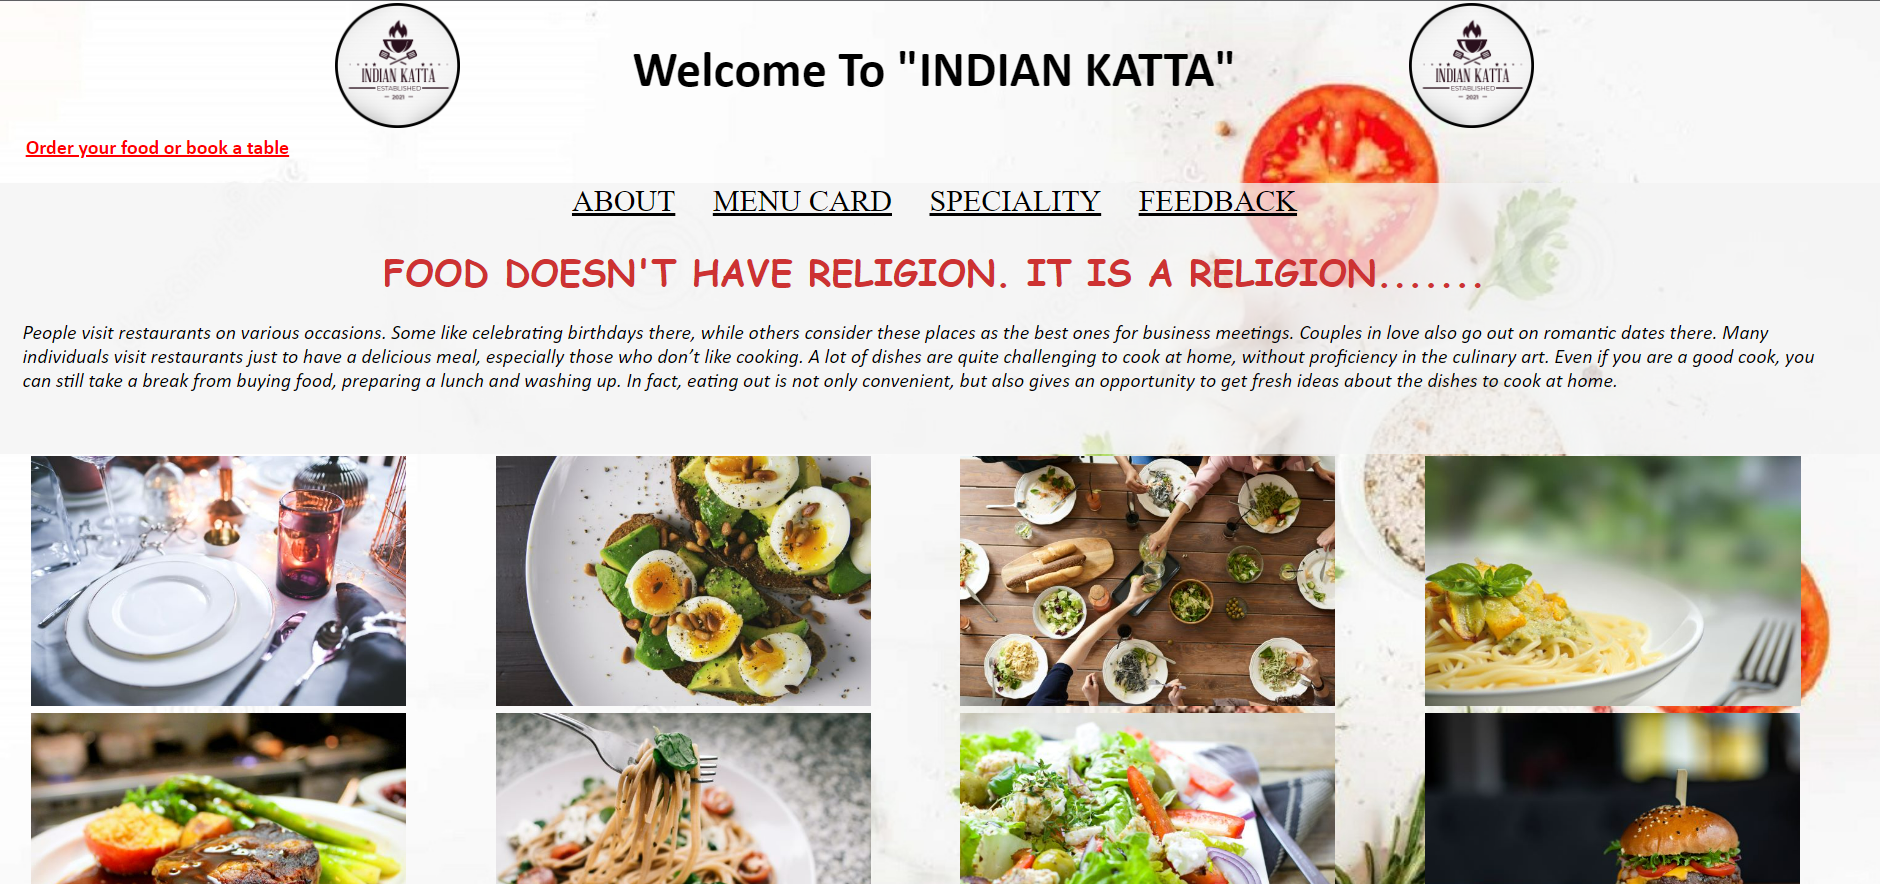 INDIAN KATTA
ESTABLISHED
2021
Welcome To "INDIAN KATTA"
INDIAN KATTA
ESTABLISHED
2021
Order your food or book a table
ABOUT MENU CARD SPECIALITY FEEDBACK
FOOD DOESN'T HAVE RELIGION. IT IS A RELIGION.......
People visit restaurants on various occasions. Some like celebrating birthdays there, while others consider these places as the best ones for business meetings. Couples in love also go out on romantic dates there. Many
individuals visit restaurants just to have a delicious meal, especially those who don’t like cooking. A lot of dishes are quite challenging to cook at home, without proficiency in the culinary art. Even if you are a good cook, you
can still take a break from buying food, preparing a lunch and washing up. In fact, eating out is not only convenient, but also gives an opportunity to get fresh ideas about the dishes to cook at home.